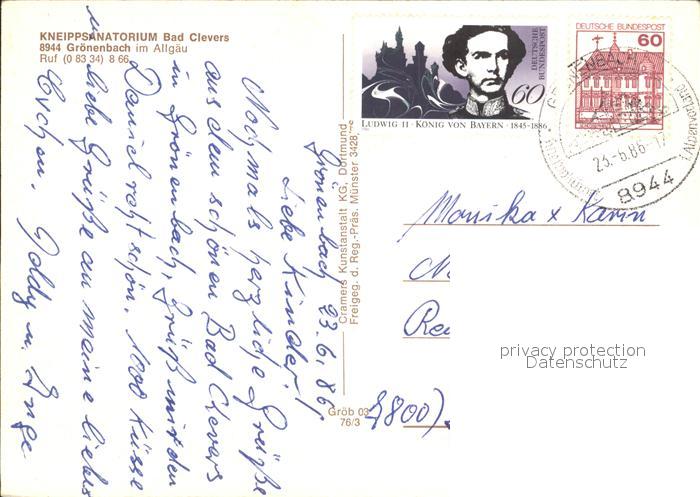 KNEIPPSANATORIUM Bad Clevers
8944 Grönenbach im Allgäu
Ruf (0 83 34) 8 66
Grönenbach 23.6.86
Liebe Kinder!
Nochmals herzliche Grüße
aus dem schönen Bad Clevers
in Grönenbach, Grüß mir den
Daniel recht schön. 1000 Küsse
u. liebe Grüße an meine liebe
Goldy u. Inge
Cramers Kunstanstalt KG, Dortmund
Freigeg. d. Reg.-Präs. Münster 3428
Gröb 03
76/3
DEUTSCHE BUNDESPOST
60
LUDWIG II · KÖNIG VON BAYERN · 1845-1886
DEUTSCHE BUNDESPOST
60
23.-6.86-17
8944
Monika & Karin
privacy protection
Datenschutz